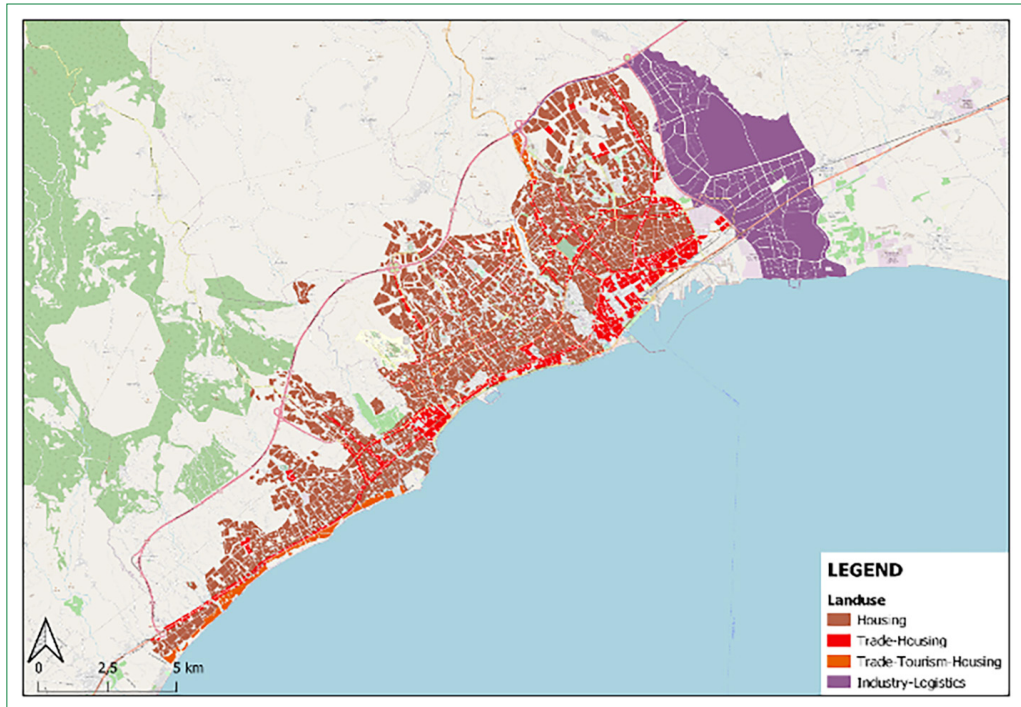 LEGEND
Landuse
Housing
Trade-Housing
Trade-Tourism-Housing
Industry-Logistics
0 2,5 5 km